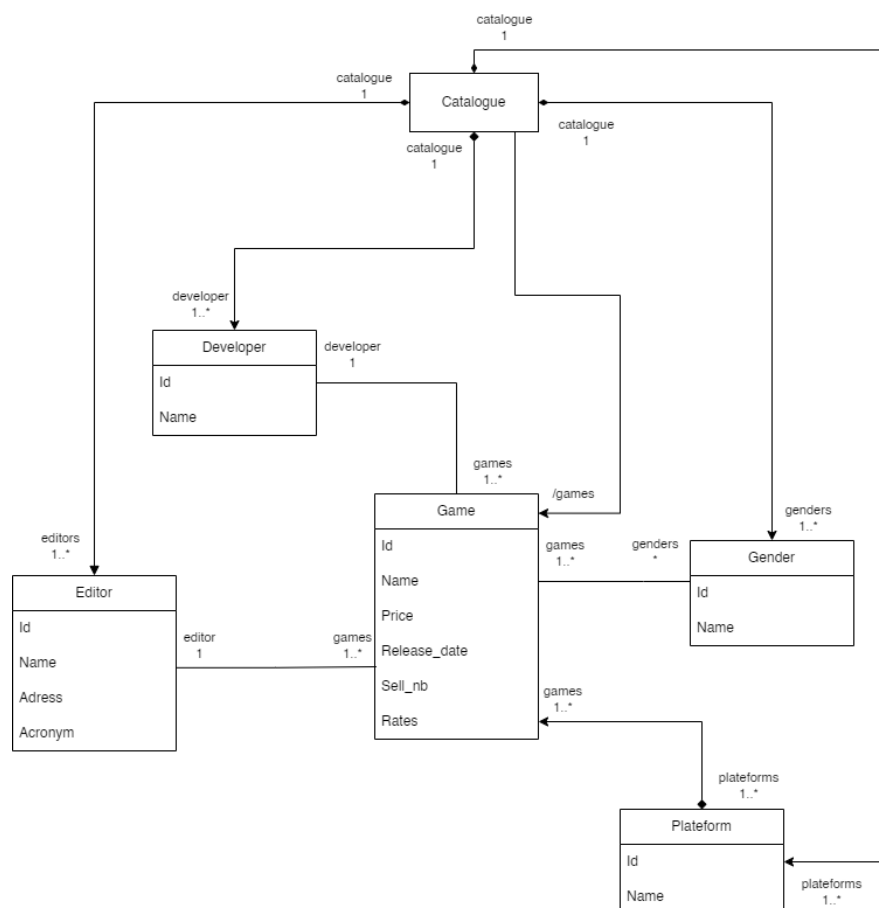 catalogue
1
catalogue
1
Catalogue
catalogue
1
catalogue
1
developer
1..*
Developer
Id
Name
developer
1
games
1..*
/games
genders
1..*
editors
1..*
Editor
Id
Name
Adress
Acronym
editor
1
games
1..*
Game
Id
Name
Price
Release_date
Sell_nb
Rates
games
1..*
genders
*
Gender
Id
Name
games
1..*
plateforms
1..*
Plateform
Id
Name
plateforms
1..*